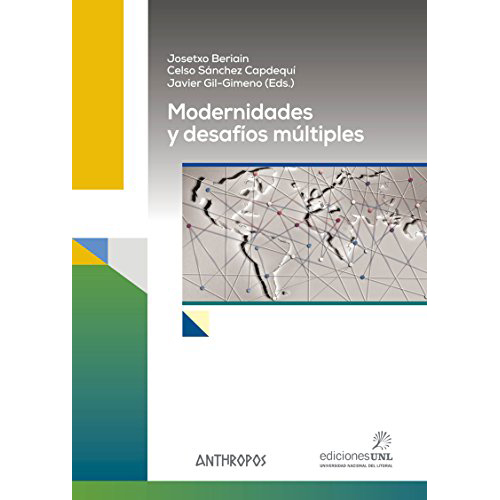 Josetxo Beriain
Celso Sánchez Capdequí
Javier Gil-Gimeno (Eds.)
Modernidades
y desafíos múltiples
ANTHROPOS
edicionesUNL
UNIVERSIDAD NACIONAL DEL LITORAL